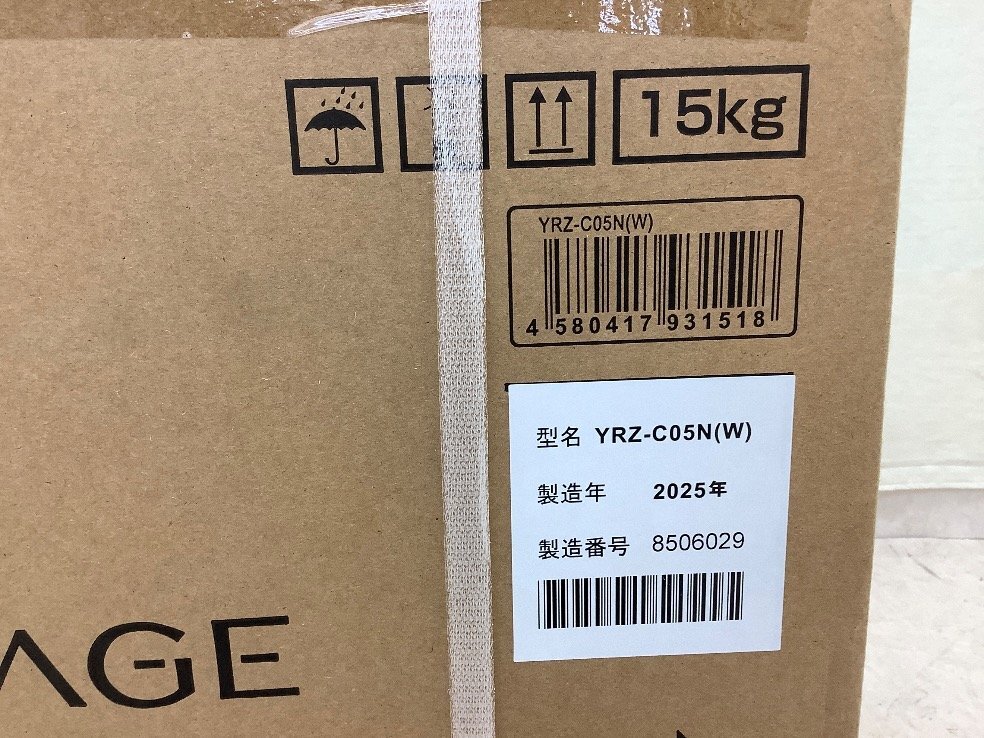 15kg
YRZ-C05N(W)
4 580417 931518
型名 YRZ-C05N(W)
製造年 2025年
製造番号 8506029
AGE